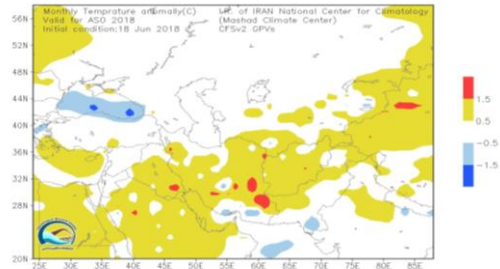 Monthly Temprature anomaly(C) I.R. of IRAN National Center for Climatology
Valid for ASO 2018 (Mashad Climate Center)
Initial condition:18 Jun 2018 CFSv2 GPVs
56N
52N
48N
44N
40N
36N
32N
28N
20N
25E 30E 35E 40E 45E 50E 55E 60E 65E 70E 75E 80E 85E
1.5
0.5
-0.5
-1.5